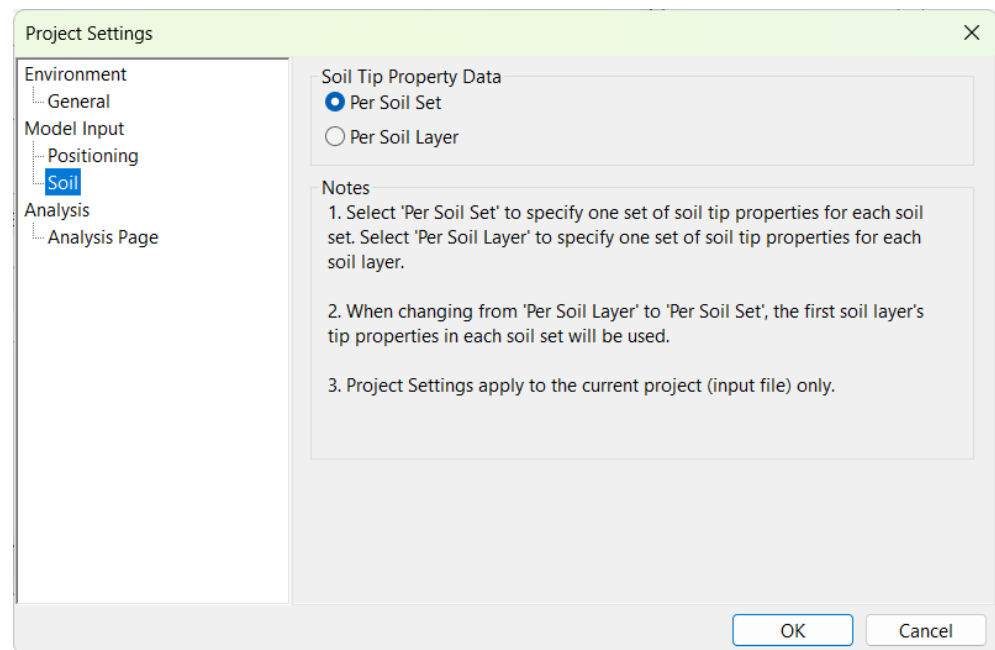 Project Settings
Environment
General
Model Input
Positioning
Soil
Analysis
Analysis Page
Soil Tip Property Data
Per Soil Set
Per Soil Layer
Notes
1. Select 'Per Soil Set' to specify one set of soil tip properties for each soil
set. Select 'Per Soil Layer' to specify one set of soil tip properties for each
soil layer.
2. When changing from 'Per Soil Layer' to 'Per Soil Set', the first soil layer's
tip properties in each soil set will be used.
3. Project Settings apply to the current project (input file) only.
OK
Cancel